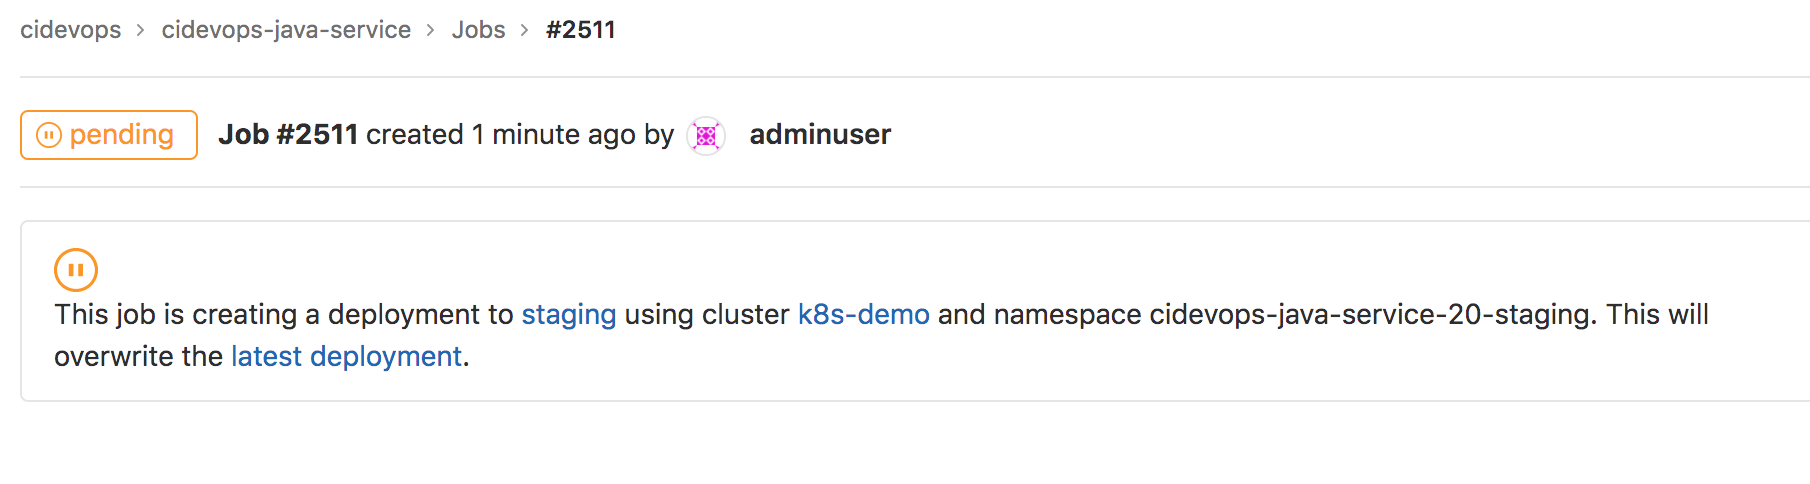 cidevops > cidevops-java-service > Jobs > #2511
pending Job #2511 created 1 minute ago by adminuser
This job is creating a deployment to staging using cluster k8s-demo and namespace cidevops-java-service-20-staging. This will
overwrite the latest deployment.